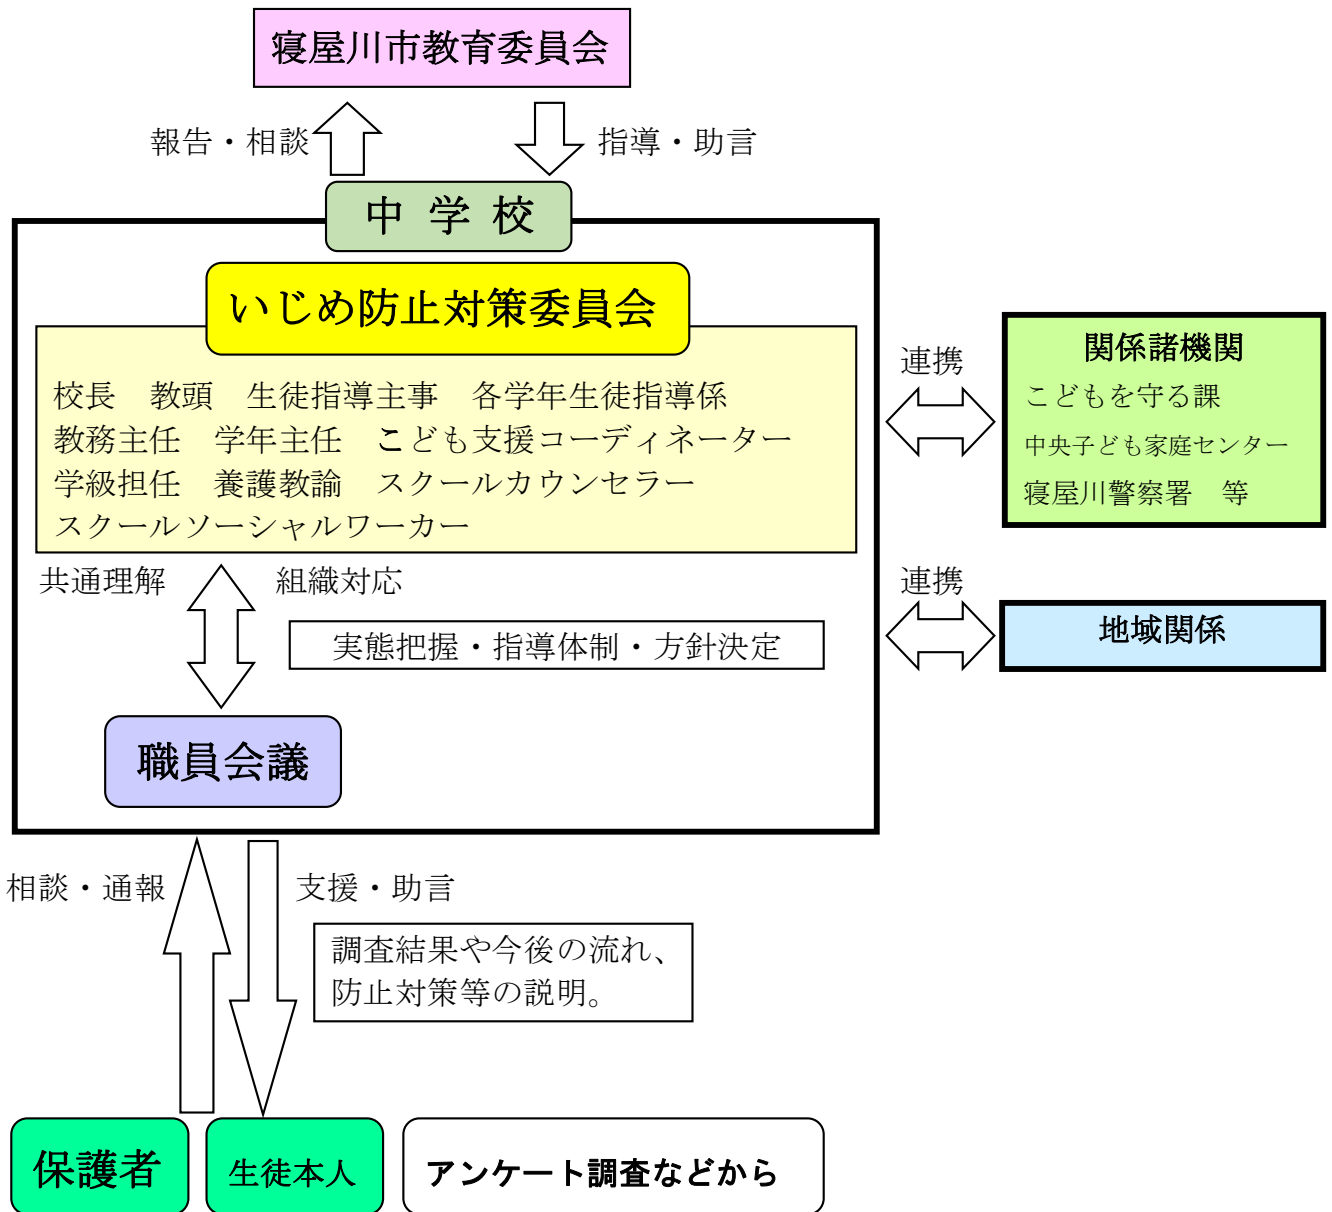 寝屋川市教育委員会
報告・相談
指導・助言
中 学 校
いじめ防止対策委員会
校長　教頭　生徒指導主事　各学年生徒指導係
教務主任　学年主任　こども支援コーディネーター
学級担任　養護教諭　スクールカウンセラー
スクールソーシャルワーカー
連携
関係諸機関
こどもを守る課
中央子ども家庭センター
寝屋川警察署　等
共通理解
組織対応
実態把握・指導体制・方針決定
連携
地域関係
職員会議
相談・通報
支援・助言
調査結果や今後の流れ、
防止対策等の説明。
保護者
生徒本人
アンケート調査などから